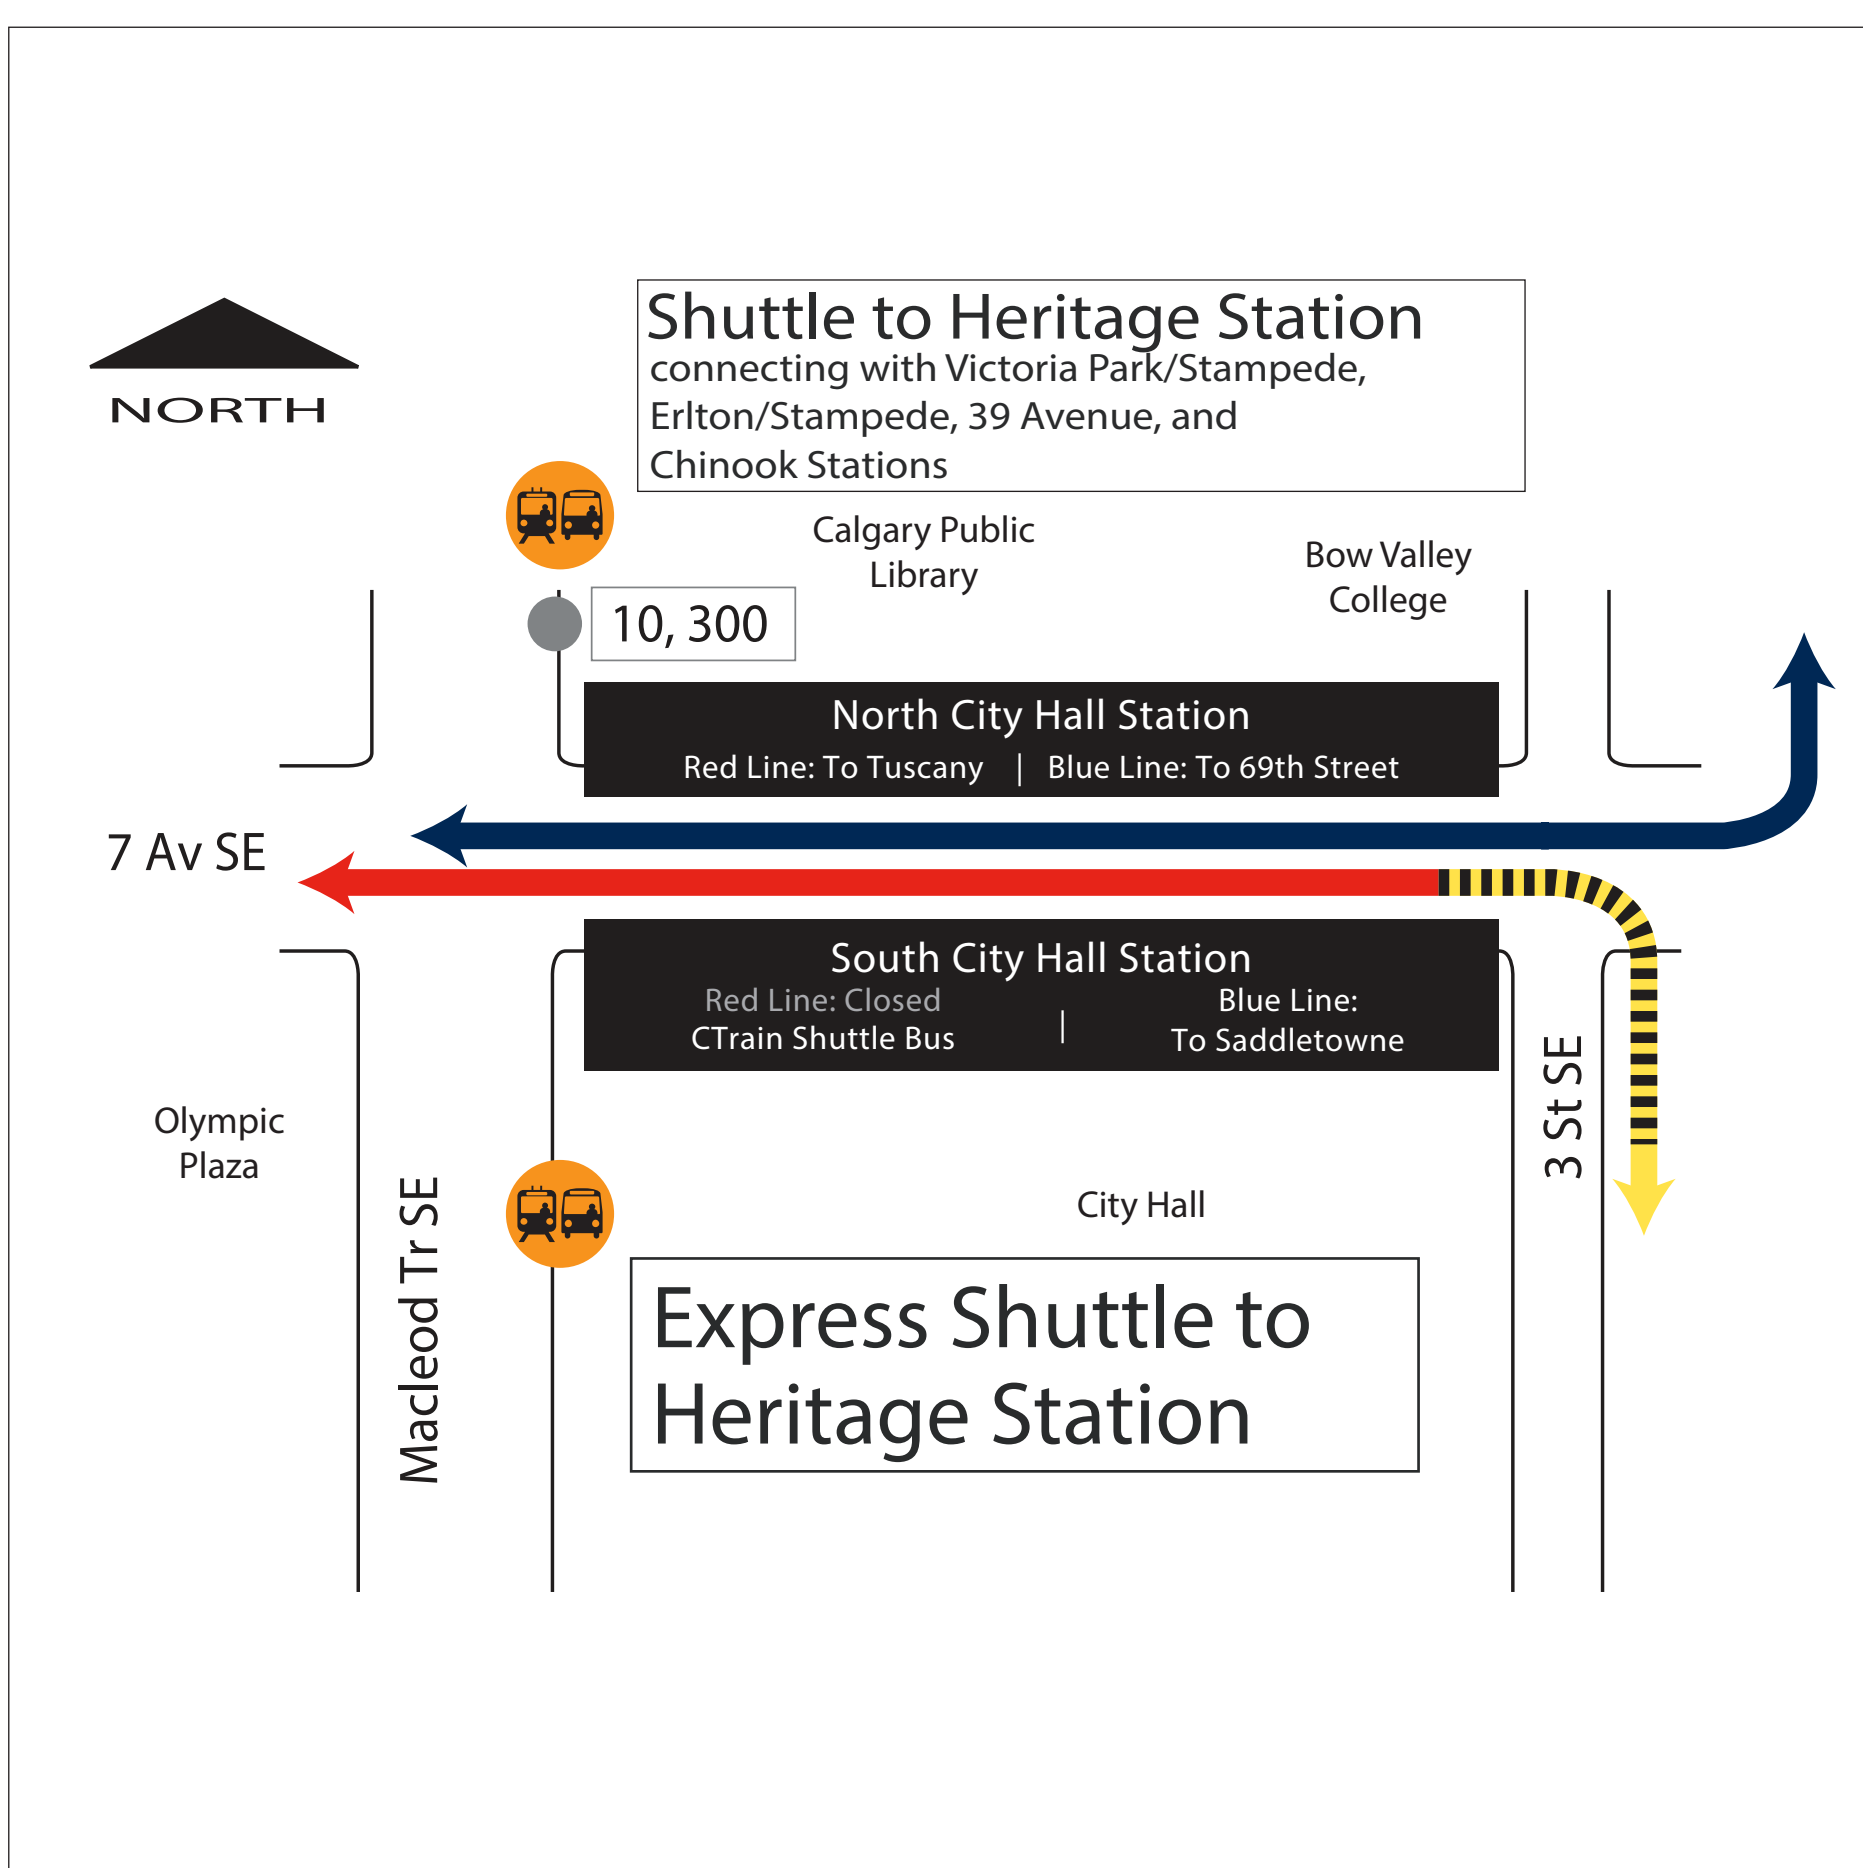 NORTH
Shuttle to Heritage Station
connecting with Victoria Park/Stampede,
Erlton/Stampede, 39 Avenue, and
Chinook Stations
Calgary Public
Library
Bow Valley
College
10, 300
North City Hall Station
Red Line: To Tuscany | Blue Line: To 69th Street
7 Av SE
South City Hall Station
Red Line: Closed
CTrain Shuttle Bus
|
Blue Line:
To Saddletowne
3 St SE
Olympic
Plaza
Macleod Tr SE
City Hall
Express Shuttle to
Heritage Station